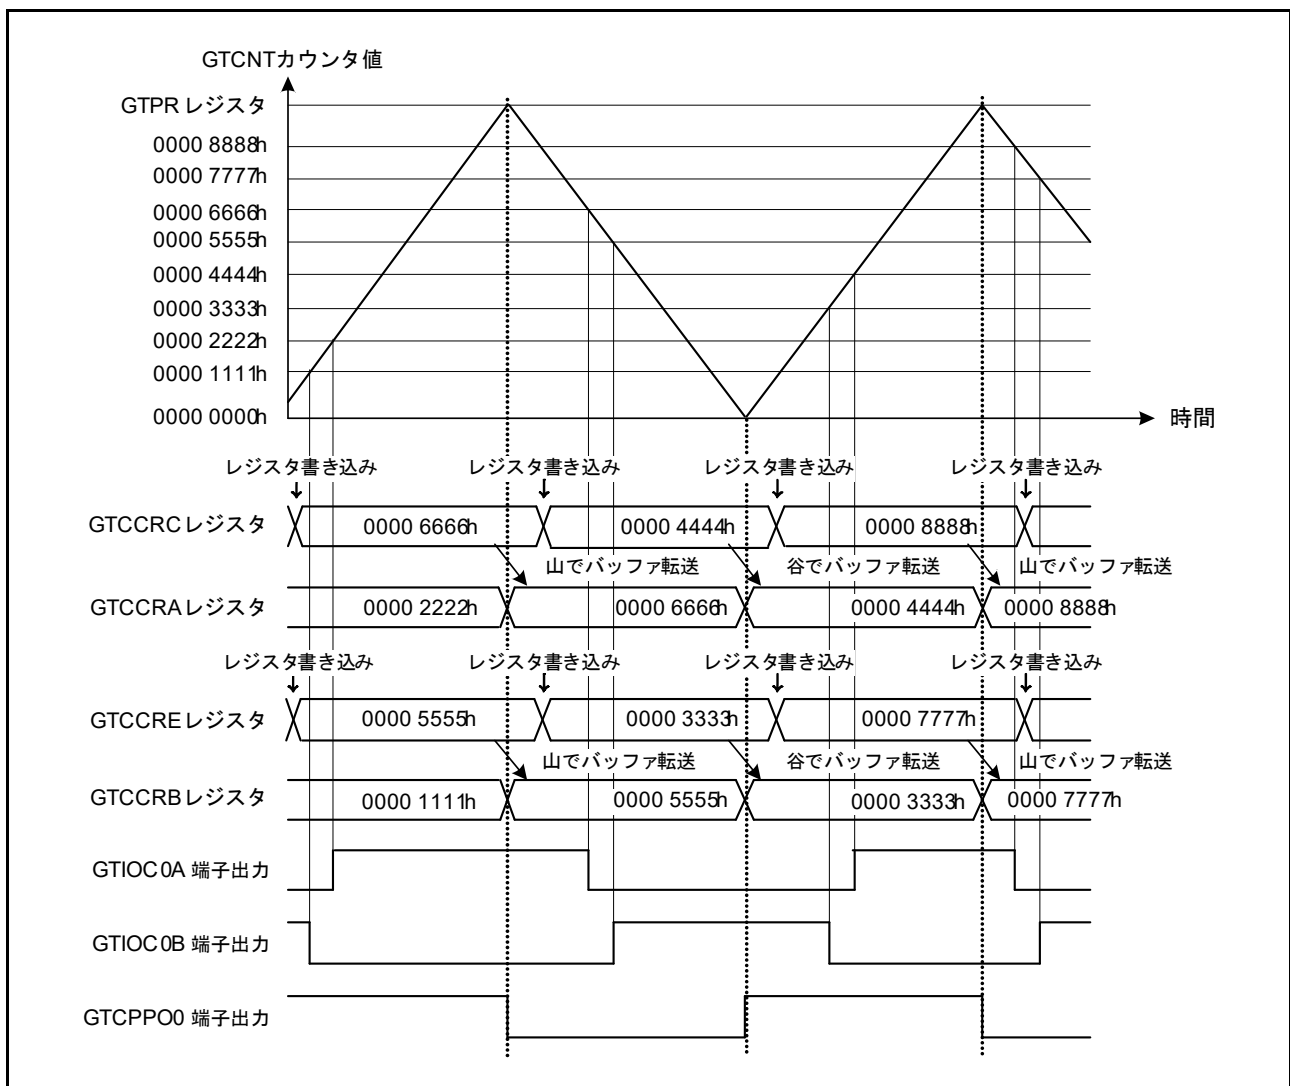 GTCNTカウンタ値
GTPR レジスタ
0000 8888h
0000 7777h
0000 6666h
0000 5555h
0000 4444h
0000 3333h
0000 2222h
0000 1111h
0000 0000h
時間
レジスタ書き込み レジスタ書き込み レジスタ書き込み レジスタ書き込み
GTCCRCレジスタ 0000 6666h 0000 4444h 0000 8888h
山でバッファ転送 谷でバッファ転送 山でバッファ転送
GTCCRAレジスタ 0000 2222h 0000 6666h 0000 4444h 0000 8888h
レジスタ書き込み レジスタ書き込み レジスタ書き込み レジスタ書き込み
GTCCREレジスタ 0000 5555h 0000 3333h 0000 7777h
山でバッファ転送 谷でバッファ転送 山でバッファ転送
GTCCRBレジスタ 0000 1111h 0000 5555h 0000 3333h 0000 7777h
GTIOC0A 端子出力
GTIOC0B 端子出力
GTCPPO0 端子出力